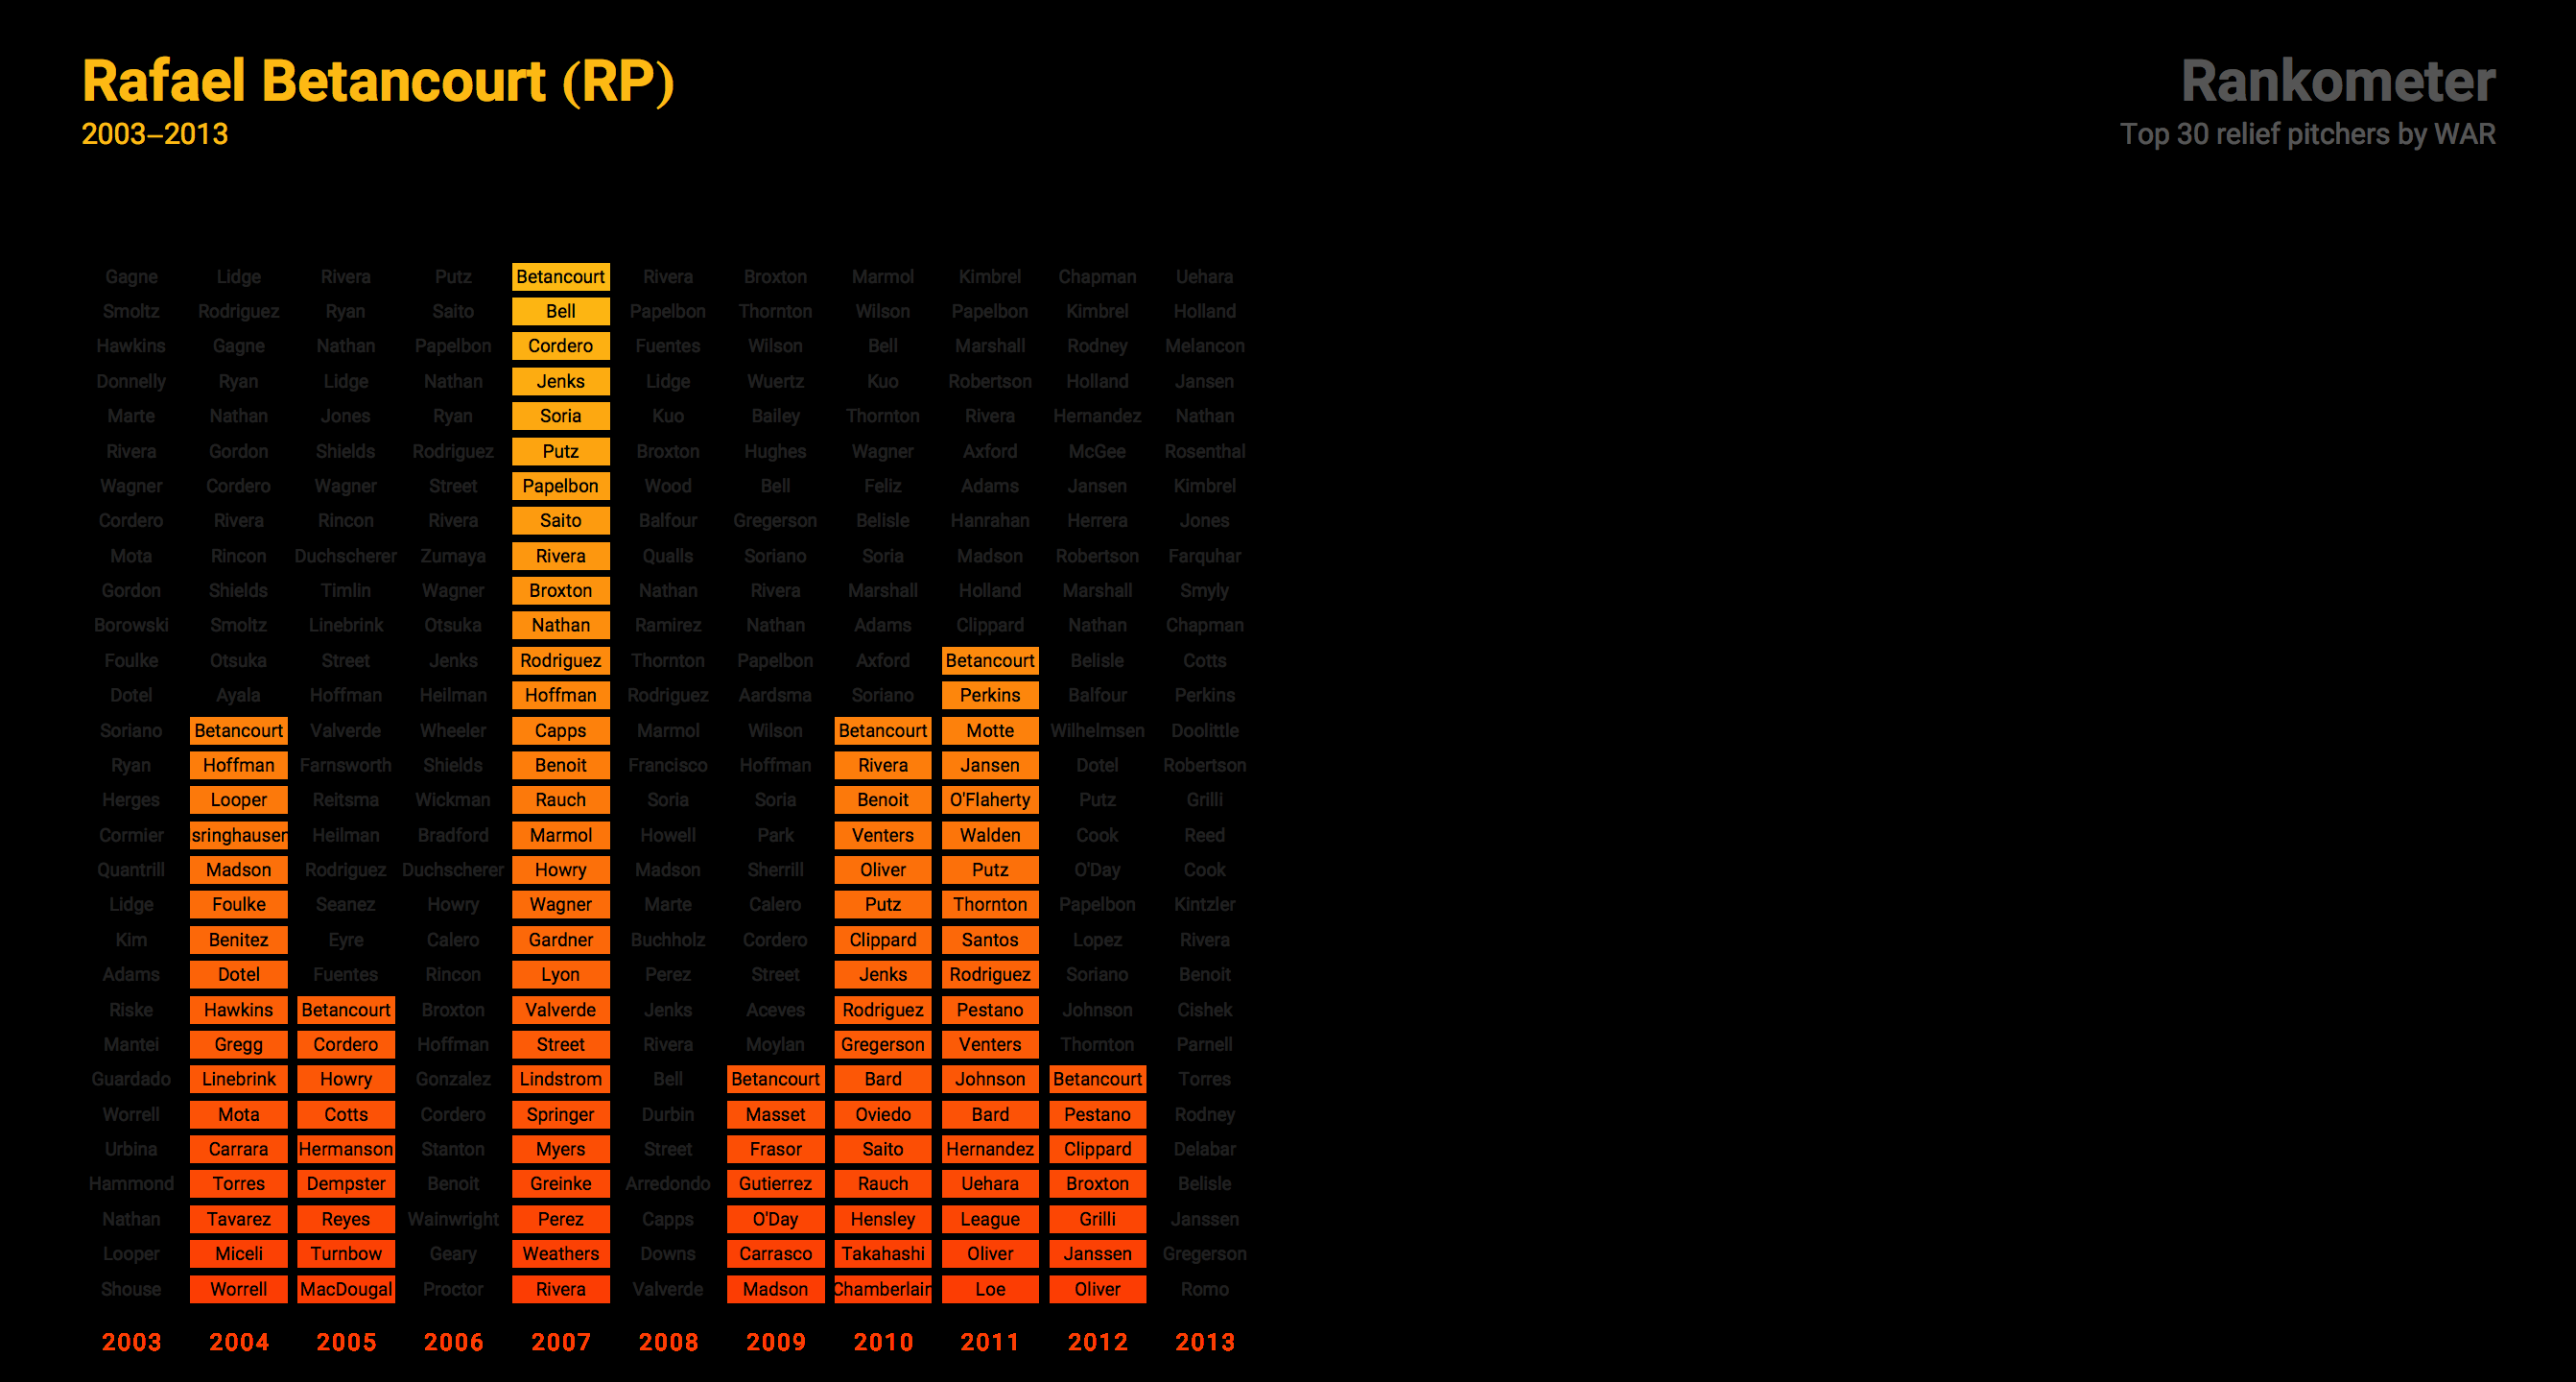 Rafael Betancourt (RP)
2003–2013
Rankometer
Top 30 relief pitchers by WAR
Gagne Lidge Rivera Putz Betancourt Rivera Broxton Marmol Kimbrel Chapman Uehara
Smoltz Rodriguez Ryan Saito Bell Papelbon Thornton Wilson Papelbon Kimbrel Holland
Hawkins Gagne Nathan Papelbon Cordero Fuentes Wilson Bell Marshall Rodney Melancon
Donnelly Ryan Lidge Nathan Jenks Lidge Wuertz Kuo Robertson Holland Jansen
Marte Nathan Jones Ryan Soria Kuo Bailey Thornton Rivera Hernandez Nathan
Rivera Gordon Shields Rodriguez Putz Broxton Hughes Wagner Axford McGee Rosenthal
Wagner Cordero Wagner Street Papelbon Wood Bell Feliz Adams Jansen Kimbrel
Cordero Rivera Rincon Rivera Saito Balfour Gregerson Belisle Hanrahan Herrera Jones
Mota Rincon Duchscherer Zumaya Rivera Qualls Soriano Soria Madson Robertson Farquhar
Gordon Shields Timlin Wagner Broxton Nathan Rivera Marshall Holland Marshall Smyly
Borowski Smoltz Linebrink Otsuka Nathan Ramirez Nathan Adams Clippard Nathan Chapman
Foulke Otsuka Street Jenks Rodriguez Thornton Papelbon Axford Betancourt Belisle Cotts
Dotel Ayala Hoffman Heilman Hoffman Rodriguez Aardsma Soriano Perkins Balfour Perkins
Soriano Betancourt Valverde Wheeler Capps Marmol Wilson Betancourt Motte Wilhelmsen Doolittle
Ryan Hoffman Farnsworth Shields Benoit Francisco Hoffman Rivera Jansen Dotel Robertson
Herges Looper Reitsma Wickman Rauch Soria Soria Benoit O'Flaherty Putz Grilli
Cormier sringhauser Heilman Bradford Marmol Howell Park Venters Walden Cook Reed
Quantrill Madson Rodriguez Duchscherer Howry Madson Sherrill Oliver Putz O'Day Cook
Lidge Foulke Seanez Howry Wagner Marte Calero Putz Thornton Papelbon Kintzler
Kim Benitez Eyre Calero Gardner Buchholz Cordero Clippard Santos Lopez Rivera
Adams Dotel Fuentes Rincon Lyon Perez Street Jenks Rodriguez Soriano Benoit
Riske Hawkins Betancourt Broxton Valverde Jenks Aceves Rodriguez Pestano Johnson Cishek
Mantei Gregg Cordero Hoffman Street Rivera Moylan Gregerson Venters Thornton Parnell
Guardado Linebrink Howry Gonzalez Lindstrom Bell Betancourt Bard Johnson Betancourt Torres
Worrell Mota Cotts Cordero Springer Durbin Masset Oviedo Bard Pestano Rodney
Urbina Carrara Hermanson Stanton Myers Street Frasor Saito Hernandez Clippard Delabar
Hammond Torres Dempster Benoit Greinke Arredondo Gutierrez Rauch Uehara Broxton Belisle
Nathan Tavarez Reyes Wainwright Perez Capps O'Day Hensley League Grilli Janssen
Looper Miceli Turnbow Geary Weathers Downs Carrasco Takahashi Oliver Janssen Gregerson
Shouse Worrell MacDougal Proctor Rivera Valverde Madson Chamberlain Loe Oliver Romo
2003 2004 2005 2006 2007 2008 2009 2010 2011 2012 2013